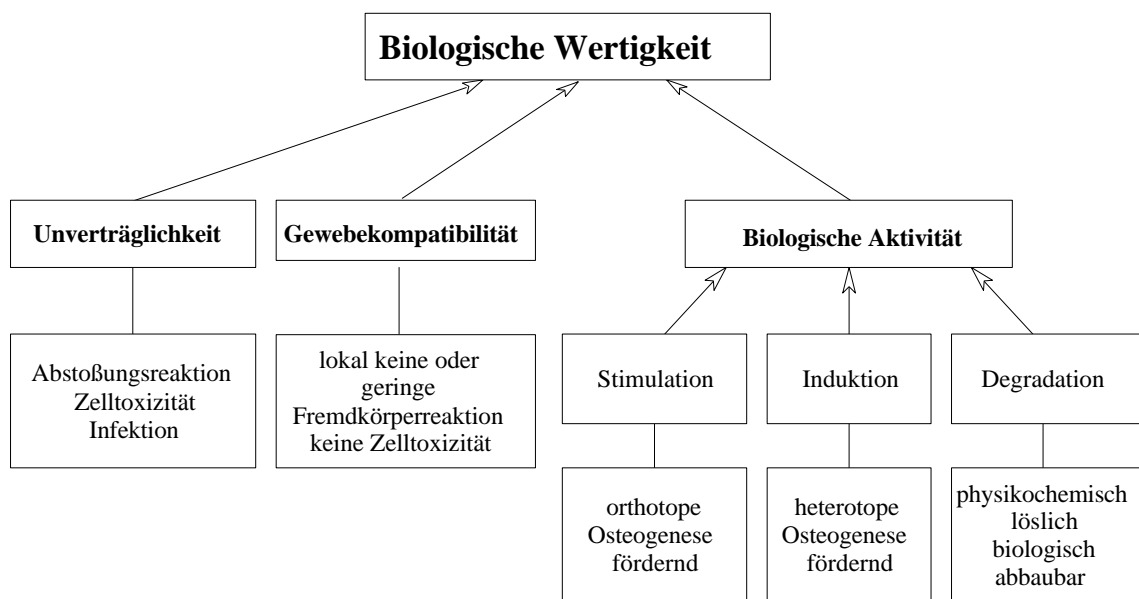 Biologische Wertigkeit
Unverträglichkeit
Gewebekompatibilität
Biologische Aktivität
Abstoßungsreaktion
Zelltoxizität
Infektion
lokal keine oder
geringe
Fremdkörperreaktion
keine Zelltoxizität
Stimulation
Induktion
Degradation
orthotope
Osteogenese
fördernd
heterotope
Osteogenese
fördernd
physikochemisch
löslich
biologisch
abbaubar